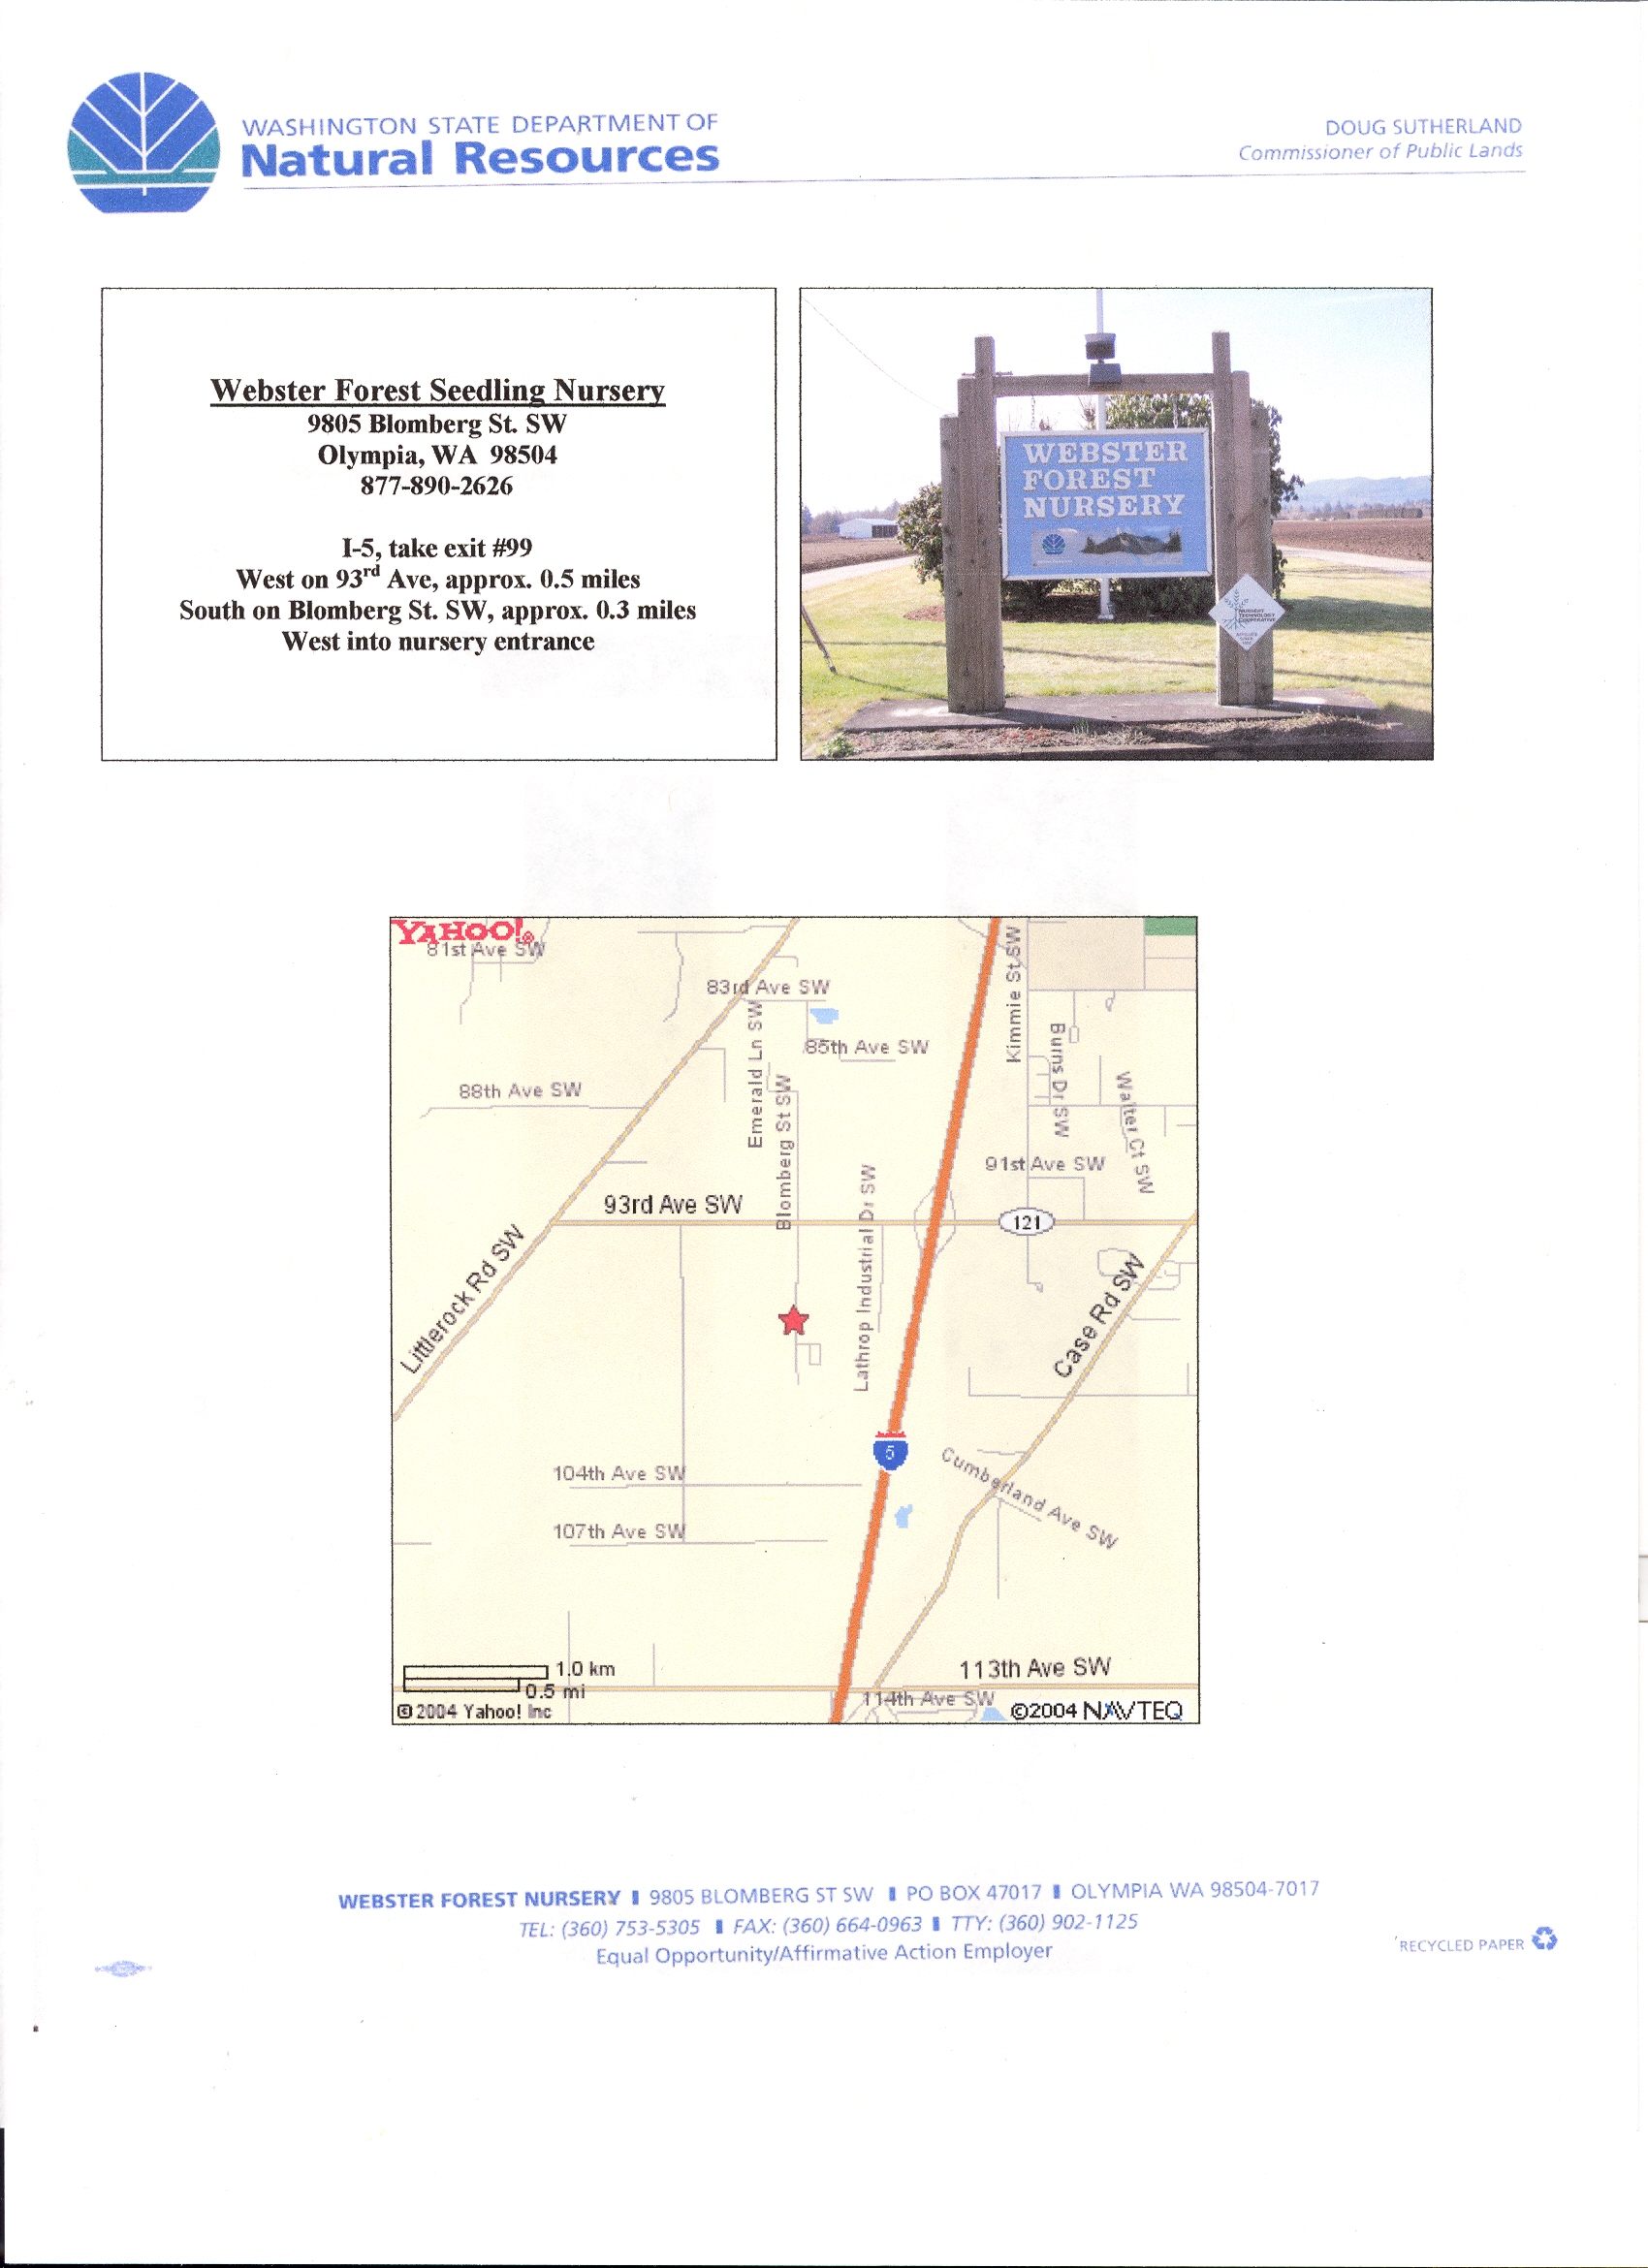 WASHINGTON STATE DEPARTMENT OF
Natural Resources
DOUG SUTHERLAND
Commissioner of Public Lands
Webster Forest Seedling Nursery
9805 Blomberg St. SW
Olympia, WA 98504
877-890-2626
I-5, take exit #99
West on 93rd Ave, approx. 0.5 miles
South on Blomberg St. SW, approx. 0.3 miles
West into nursery entrance
WEBSTER
FOREST
NURSERY
NURSERY
TECHNOLOGY
COOPERATIVE
YAHOO!®
81st Ave SW
83rd Ave SW
85th Ave SW
88th Ave SW
Emerald Ln SW
Blomberg St SW
Kimmie St SW
Burns Dr SW
Walter Ct SW
91st Ave SW
93rd Ave SW
121
Lathrop Industrial Dr SW
Littlerock Rd SW
Case Rd SW
5
Cumberland Ave SW
104th Ave SW
107th Ave SW
113th Ave SW
114th Ave SW
1.0 km
0.5 mi
© 2004 Yahoo! Inc
©2004 NAVTEQ
WEBSTER FOREST NURSERY ❚ 9805 BLOMBERG ST SW ❚ PO BOX 47017 ❚ OLYMPIA WA 98504-7017
TEL: (360) 753-5305 ❚ FAX: (360) 664-0963 ❚ TTY: (360) 902-1125
Equal Opportunity/Affirmative Action Employer
RECYCLED PAPER